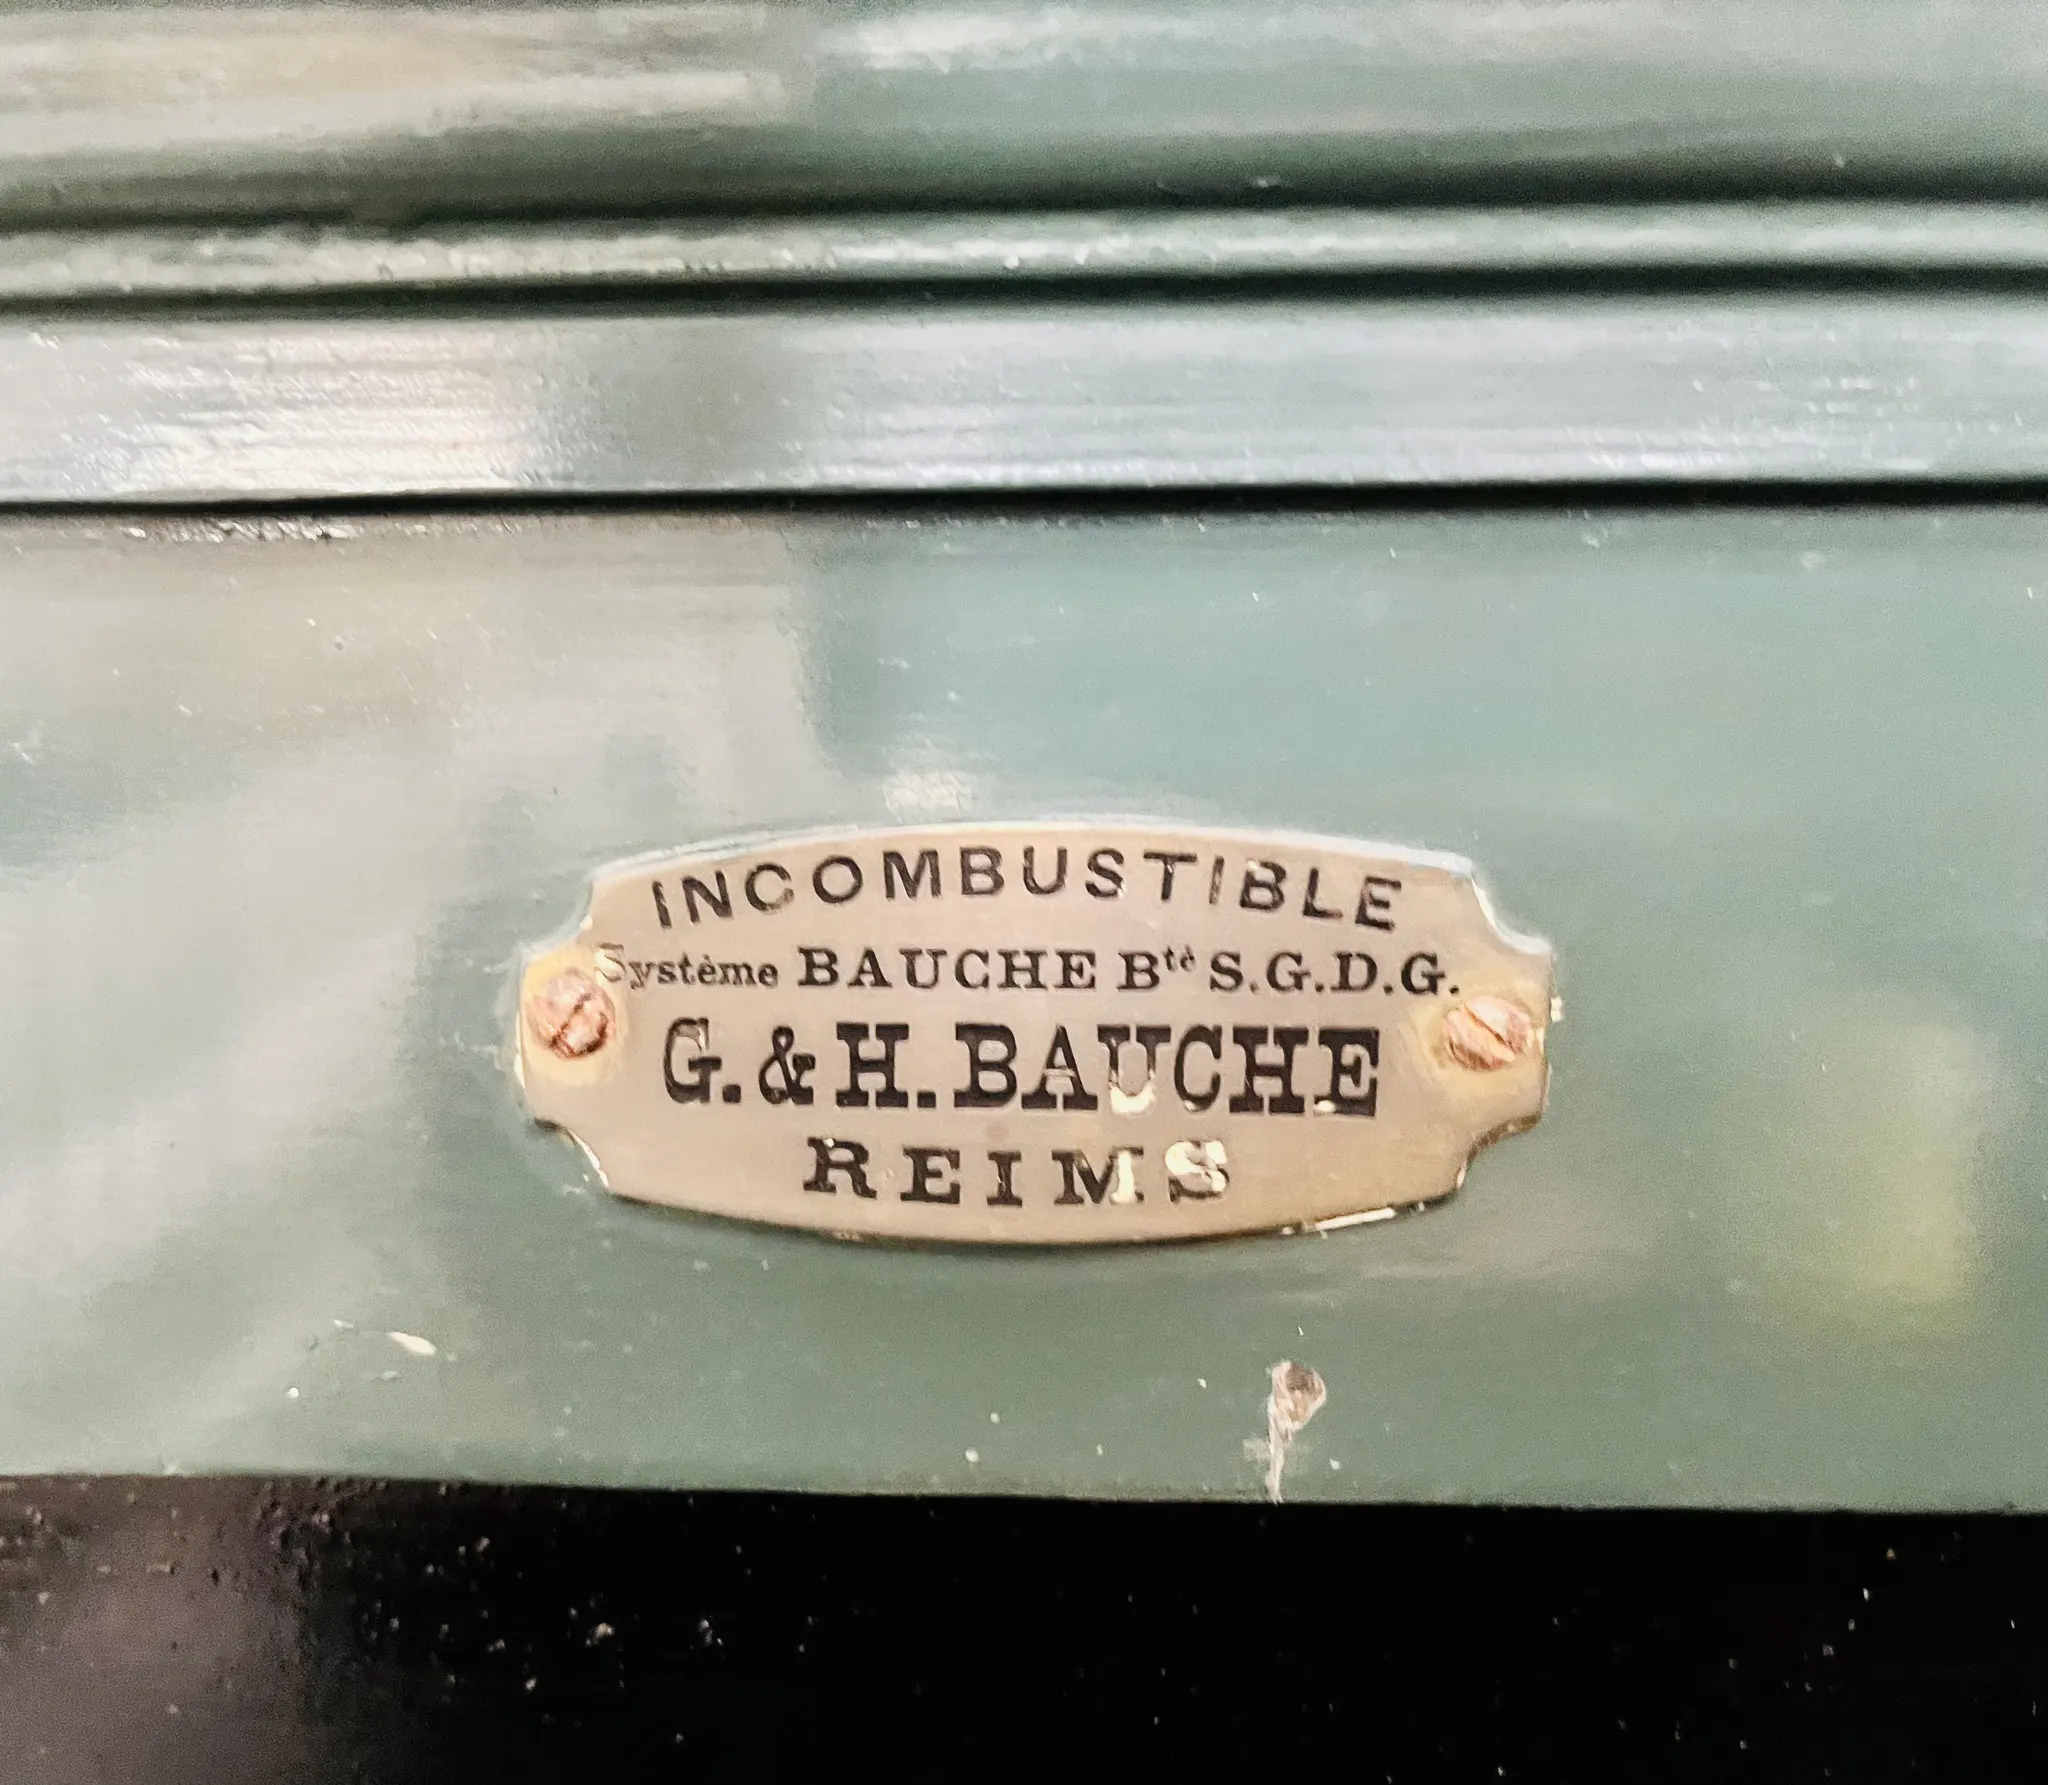 INCOMBUSTIBLE
Système BAUCHE Bté S.G.D.G.
G. & H. BAUCHE
REIMS